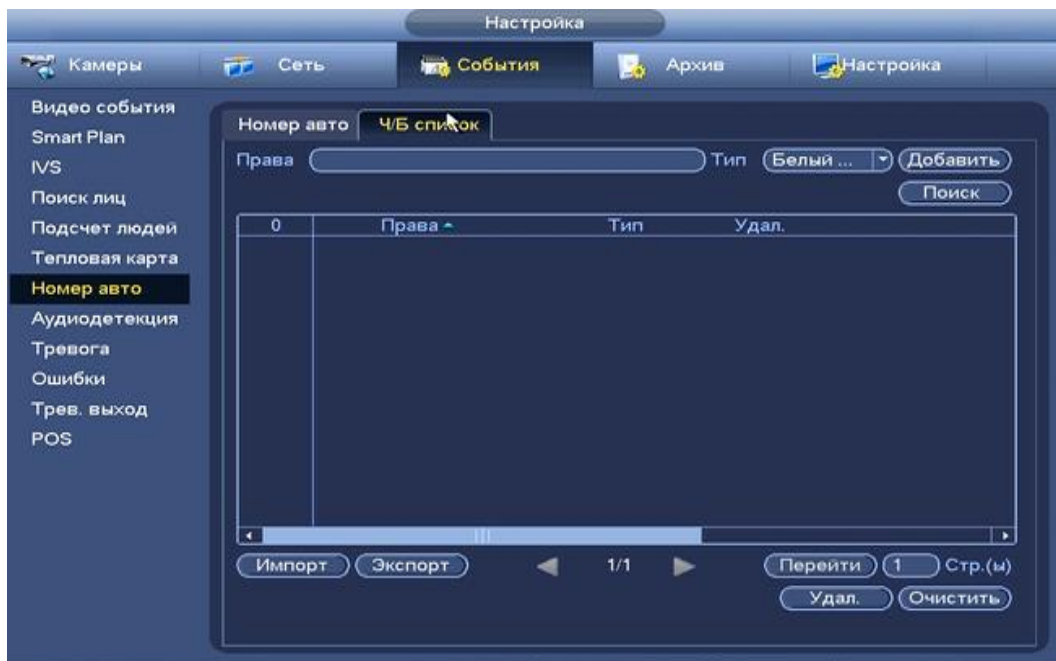 Настройка
Камеры Сеть События Архив Настройка
Видео события
Smart Plan
IVS
Поиск лиц
Подсчет людей
Тепловая карта
Номер авто
Аудиодетекция
Тревога
Ошибки
Трев. выход
POS
Номер авто Ч/Б список
Права Тип Белый ... Добавить
Поиск
0 Права Тип Удал.
Импорт Экспорт 1/1 Перейти 1 Стр.(ы)
Удал. Очистить